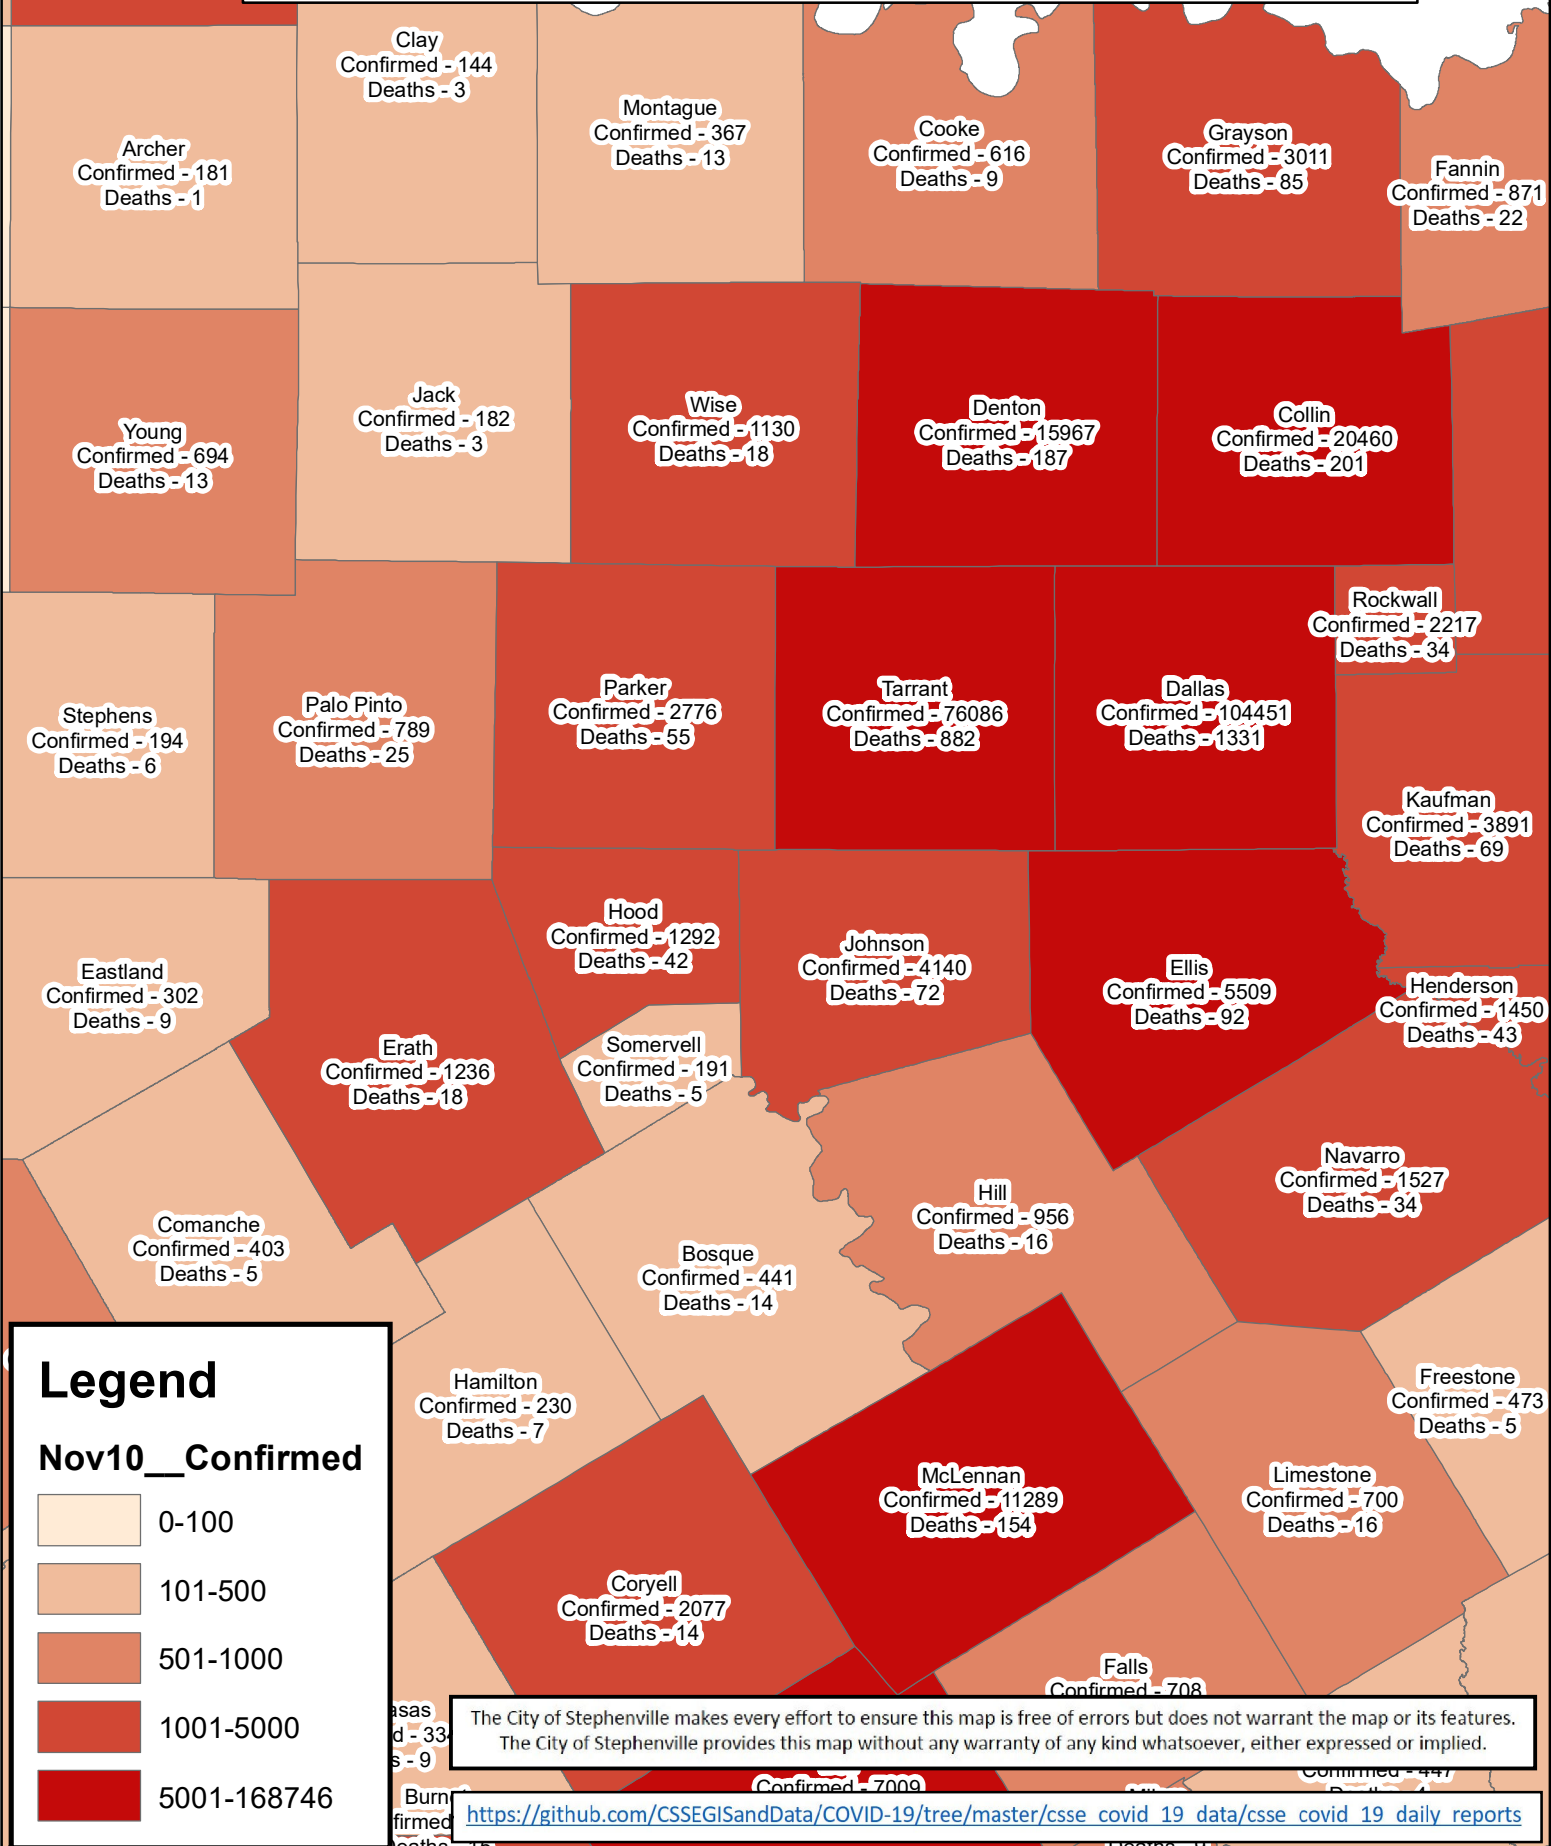 Clay
Confirmed - 144
Deaths - 3
Montague
Confirmed - 367
Deaths - 13
Cooke
Confirmed - 616
Deaths - 9
Grayson
Confirmed - 3011
Deaths - 85
Archer
Confirmed - 181
Deaths - 1
Fannin
Confirmed - 871
Deaths - 22
Young
Confirmed - 694
Deaths - 13
Jack
Confirmed - 182
Deaths - 3
Wise
Confirmed - 1130
Deaths - 18
Denton
Confirmed - 15967
Deaths - 187
Collin
Confirmed - 20460
Deaths - 201
Rockwall
Confirmed - 2217
Deaths - 34
Stephens
Confirmed - 194
Deaths - 6
Palo Pinto
Confirmed - 789
Deaths - 25
Parker
Confirmed - 2776
Deaths - 55
Tarrant
Confirmed - 76086
Deaths - 882
Dallas
Confirmed - 104451
Deaths - 1331
Kaufman
Confirmed - 3891
Deaths - 69
Eastland
Confirmed - 302
Deaths - 9
Hood
Confirmed - 1292
Deaths - 42
Johnson
Confirmed - 4140
Deaths - 72
Ellis
Confirmed - 5509
Deaths - 92
Henderson
Confirmed - 1450
Deaths - 43
Erath
Confirmed - 1236
Deaths - 18
Somervell
Confirmed - 191
Deaths - 5
Navarro
Confirmed - 1527
Deaths - 34
Comanche
Confirmed - 403
Deaths - 5
Bosque
Confirmed - 441
Deaths - 14
Hill
Confirmed - 956
Deaths - 16
Hamilton
Confirmed - 230
Deaths - 7
Freestone
Confirmed - 473
Deaths - 5
McLennan
Confirmed - 11289
Deaths - 154
Limestone
Confirmed - 700
Deaths - 16
Coryell
Confirmed - 2077
Deaths - 14
Falls
Confirmed - 708
asas
d - 334
s - 9
Confirmed - 7009
Confirmed - 447
Burn
firmed
Legend
Nov10__Confirmed
0-100
101-500
501-1000
1001-5000
5001-168746
The City of Stephenville makes every effort to ensure this map is free of errors but does not warrant the map or its features.
The City of Stephenville provides this map without any warranty of any kind whatsoever, either expressed or implied.
https://github.com/CSSEGISandData/COVID-19/tree/master/csse_covid_19_data/csse_covid_19_daily_reports